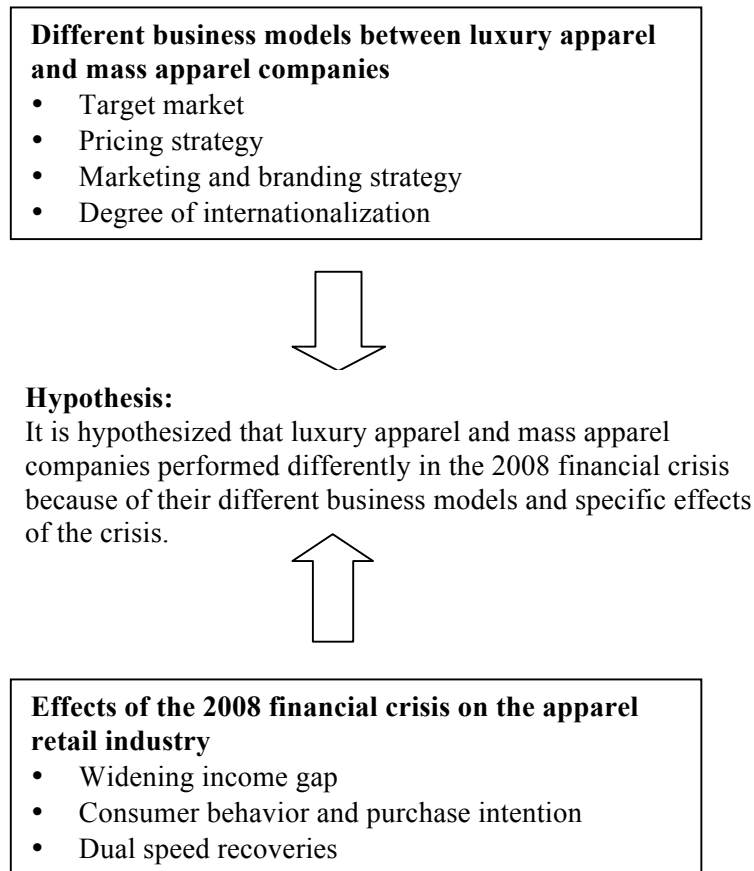 Different business models between luxury apparel
and mass apparel companies
• Target market
• Pricing strategy
• Marketing and branding strategy
• Degree of internationalization
Hypothesis:
It is hypothesized that luxury apparel and mass apparel
companies performed differently in the 2008 financial crisis
because of their different business models and specific effects
of the crisis.
Effects of the 2008 financial crisis on the apparel
retail industry
• Widening income gap
• Consumer behavior and purchase intention
• Dual speed recoveries